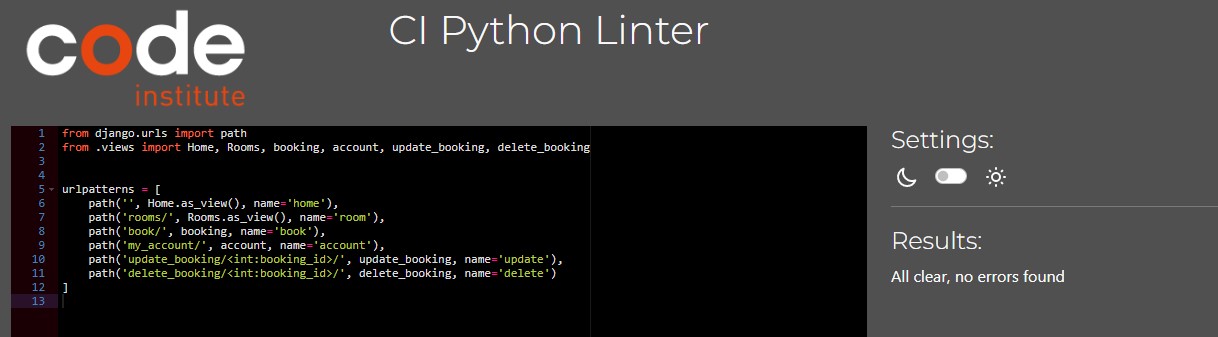 code
institute
CI Python Linter
1 from django.urls import path
2 from .views import Home, Rooms, booking, account, update_booking, delete_booking
3
4
5 urlpatterns = [
6     path('', Home.as_view(), name='home'),
7     path('rooms/', Rooms.as_view(), name='room'),
8     path('book/', booking, name='book'),
9     path('my_account/', account, name='account'),
10     path('update_booking/<int:booking_id>/', update_booking, name='update'),
11     path('delete_booking/<int:booking_id>/', delete_booking, name='delete')
12 ]
13
Settings:
Results:
All clear, no errors found